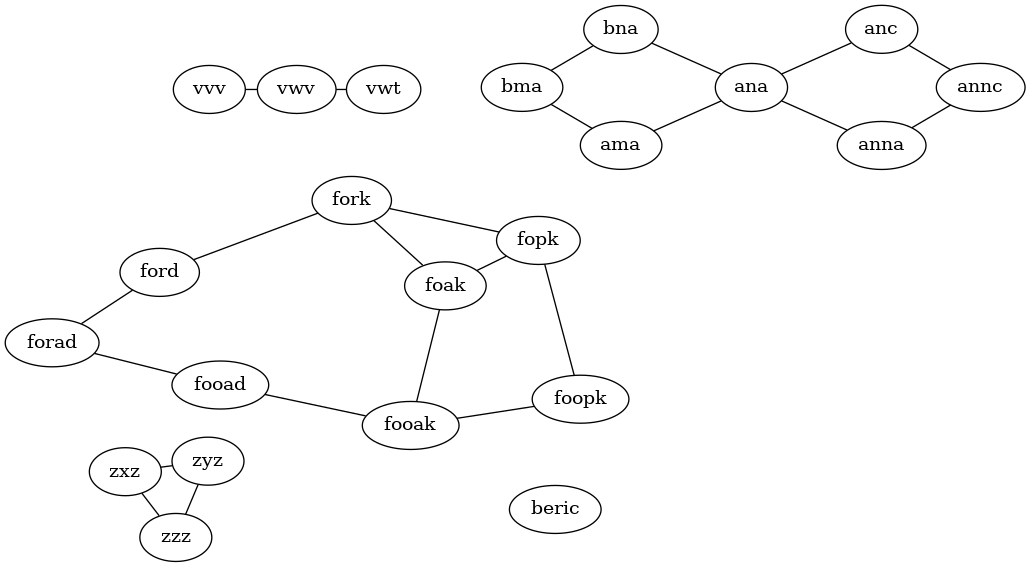 bna
anc
vvv
vwv
vwt
bma
ana
annc
ama
anna
fork
fopk
ford
foak
forad
fooad
foopk
fooak
zxz
zyz
beric
zzz